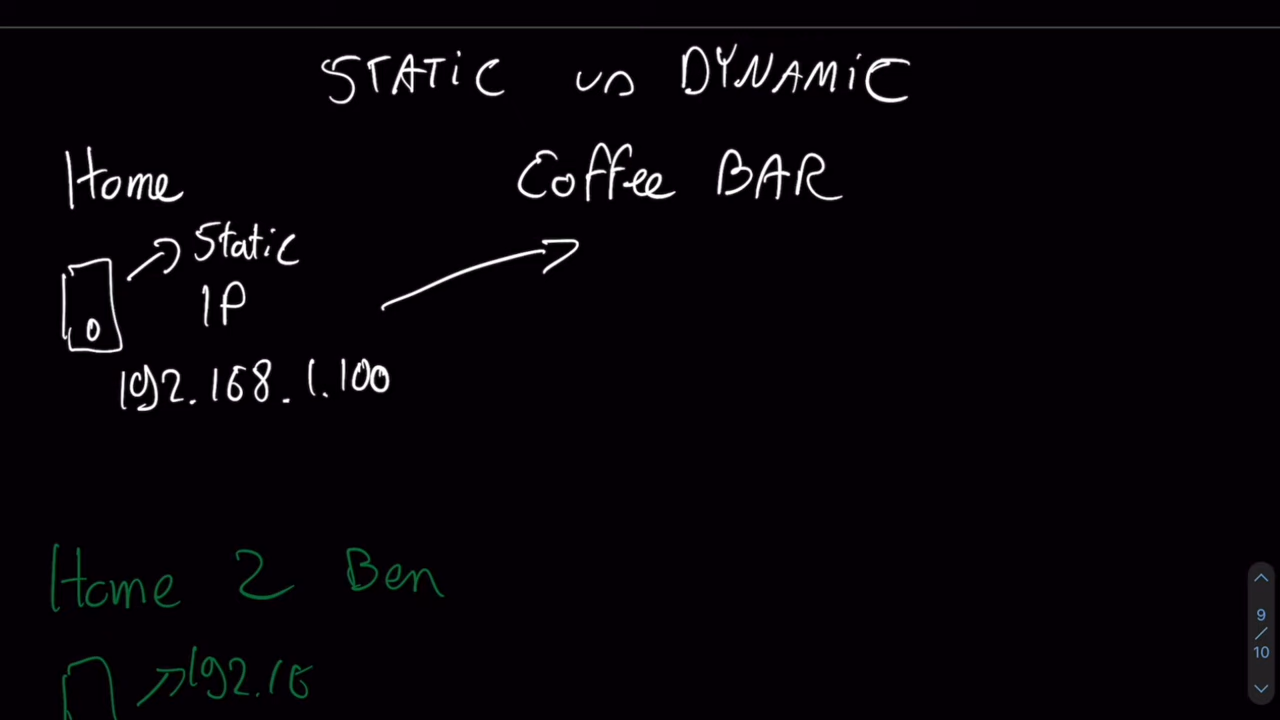 STATiC vs DYNAMiC
Home
Coffee BAR
Static
IP
192.168.1.100
Home 2 Ben
192.16
9
/
10